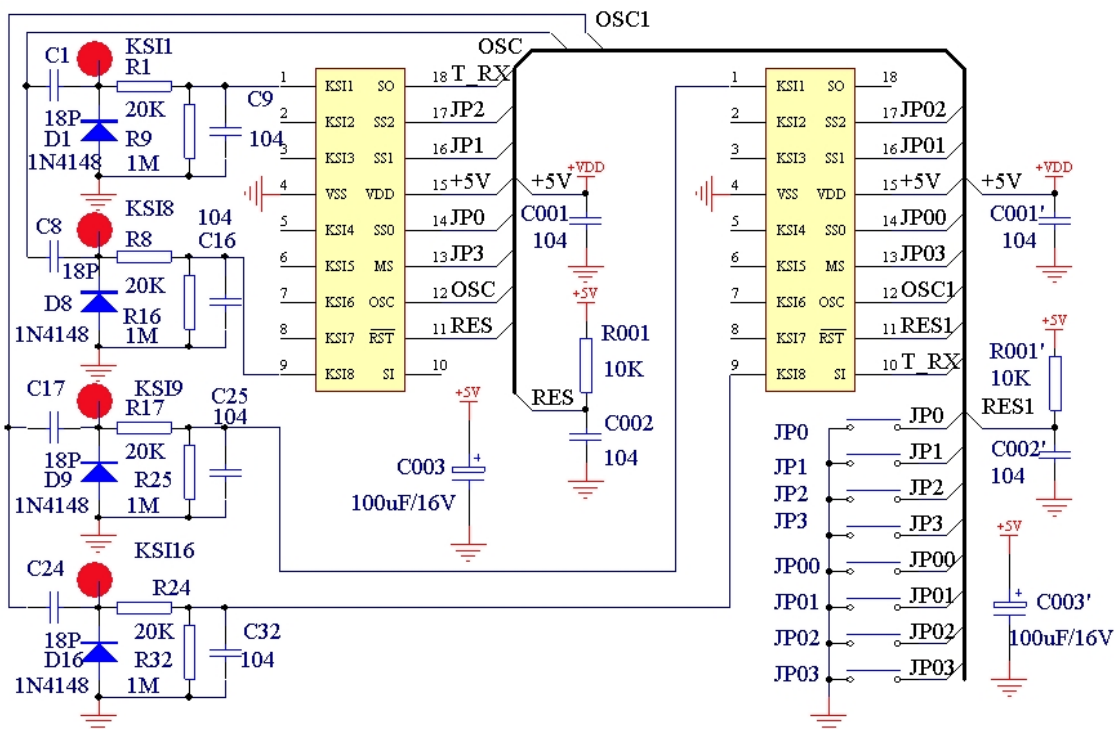 OSC1
OSC
C1
KSI1
R1
18P
20K
C9
D1
R9
104
1N4148
1M
KSI8
104
C8
R8
C16
18P
20K
D8
R16
1N4148
1M
C17
KSI9
C25
R17
104
18P
20K
D9
R25
1N4148
1M
KSI16
C24
R24
18P
20K
C32
D16
R32
104
1N4148
1M
1 KSI1 SO 18 T_RX
2 KSI2 SS2 17 JP2
3 KSI3 SS1 16 JP1
4 VSS VDD 15 +5V
5 KSI4 SS0 14 JP0
6 KSI5 MS 13 JP3
7 KSI6 OSC 12 OSC
8 KSI7 RST 11 RES
9 KSI8 SI 10
+5V
+VDD
C001
104
+5V
R001
10K
RES
C002
104
+5V
+
C003
100uF/16V
1 KSI1 SO 18
2 KSI2 SS2 17 JP02
3 KSI3 SS1 16 JP01
4 VSS VDD 15 +5V
5 KSI4 SS0 14 JP00
6 KSI5 MS 13 JP03
7 KSI6 OSC 12 OSC1
8 KSI7 RST 11 RES1
9 KSI8 SI 10 T_RX
+5V
+VDD
C001'
104
+5V
R001'
10K
RES1
C002'
104
JP0 JP0
JP1 JP1
JP2 JP2
JP3 JP3
JP00 JP00
JP01 JP01
JP02 JP02
JP03 JP03
+5V
+
C003'
100uF/16V